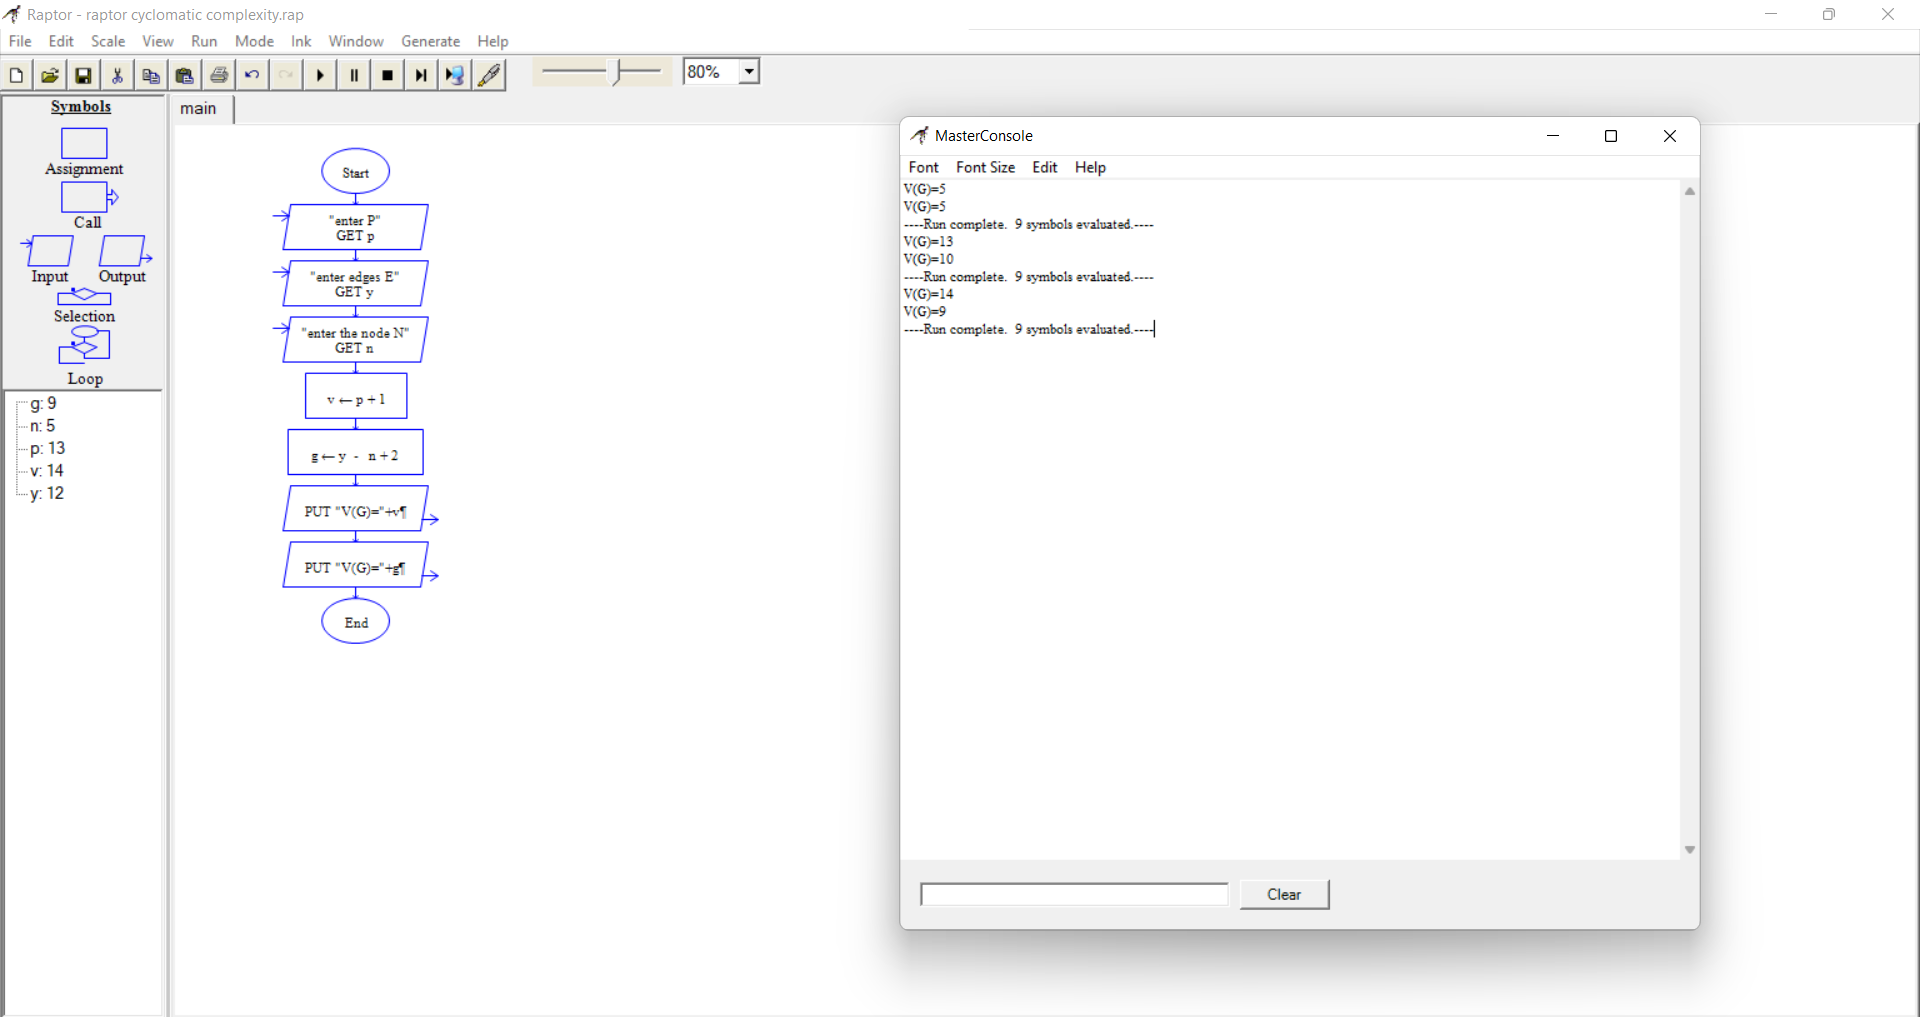 Raptor - raptor cyclomatic complexity.rap
File Edit Scale View Run Mode Ink Window Generate Help
80%
Symbols
Assignment
Call
Input Output
Selection
Loop
g: 9
n: 5
p: 13
v: 14
y: 12
main
Start
"enter P"
GET p
"enter edges E"
GET y
"enter the node N"
GET n
v ← p + 1
g ← y - n + 2
PUT "V(G)="+v¶
PUT "V(G)="+g¶
End
MasterConsole
Font Font Size Edit Help
V(G)=5
V(G)=5
----Run complete. 9 symbols evaluated.----
V(G)=13
V(G)=10
----Run complete. 9 symbols evaluated.----
V(G)=14
V(G)=9
----Run complete. 9 symbols evaluated.----
Clear